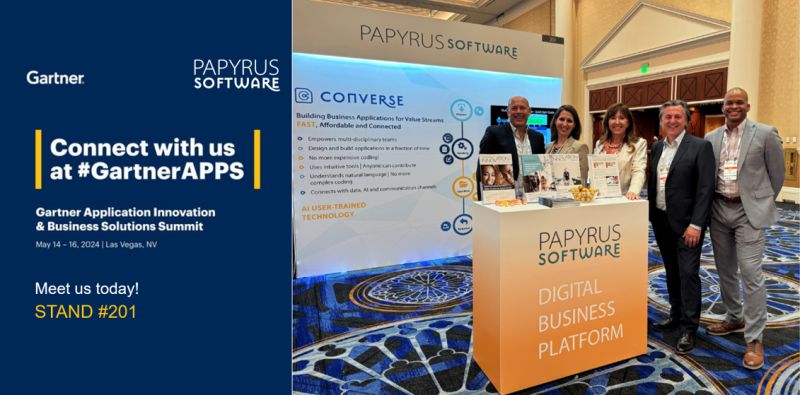 Gartner
PAPYRUS
SOFTWARE
Connect with us
at #GartnerAPPS
Gartner Application Innovation
& Business Solutions Summit
May 14 – 16, 2024 | Las Vegas, NV
Meet us today!
STAND #201
PAPYRUS SOFTWARE
201
CONVERSE
Building Business Applications for Value Streams
FAST, Affordable and Connected
Empowers multi-disciplinary teams
Design and build applications in a fraction of time
No more expensive coding!
Uses intuitive tools | Anyone can contribute
Understands natural language | No more
complex coding
Connects with data, AI and communication channels
AI USER-TRAINED
TECHNOLOGY
INNOVATION
PAPYRUS
SOFTWARE
DIGITAL
BUSINESS
PLATFORM